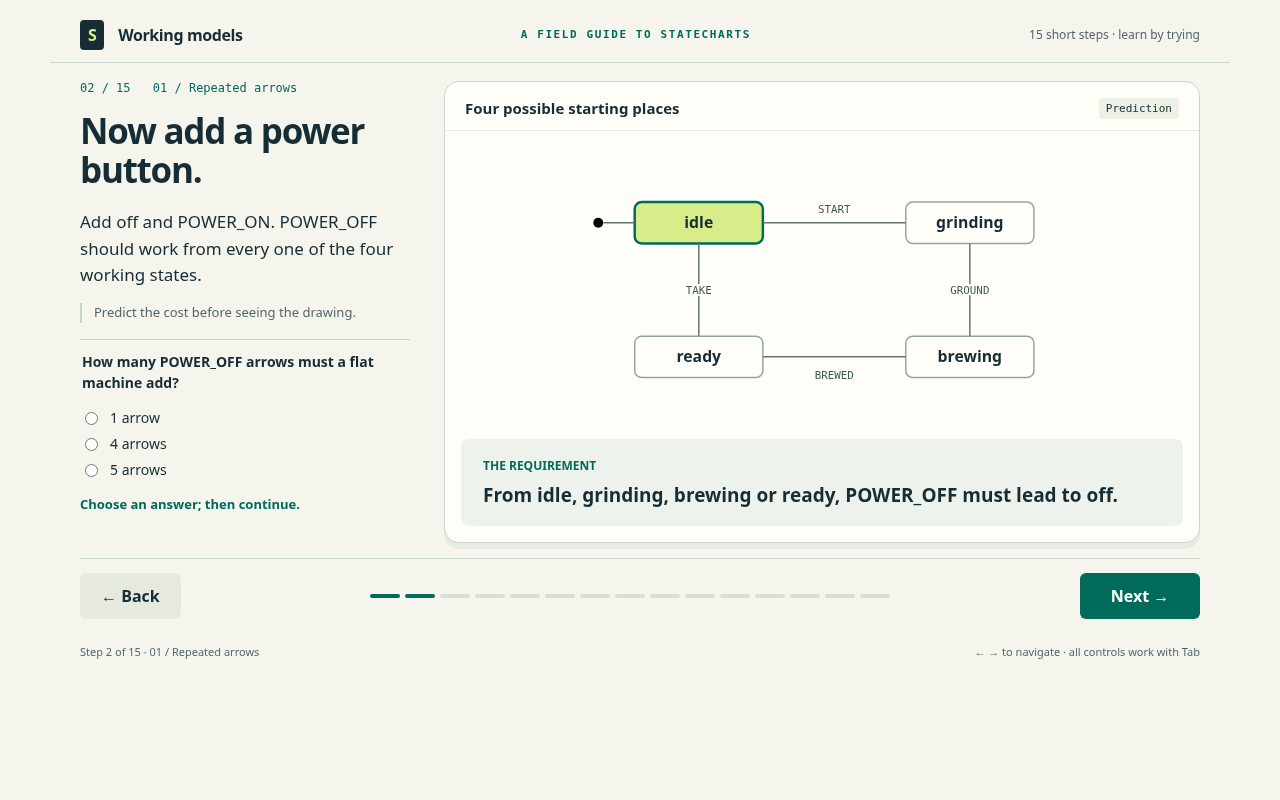 S Working models
A FIELD GUIDE TO STATECHARTS
15 short steps · learn by trying
02 / 15 01 / Repeated arrows
Now add a power
button.
Add off and POWER_ON. POWER_OFF
should work from every one of the four
working states.
Predict the cost before seeing the drawing.
How many POWER_OFF arrows must a flat
machine add?
1 arrow
4 arrows
5 arrows
Choose an answer; then continue.
Four possible starting places
Prediction
idle
START
grinding
TAKE
GROUND
ready
BREWED
brewing
THE REQUIREMENT
From idle, grinding, brewing or ready, POWER_OFF must lead to off.
← Back
Next →
Step 2 of 15 · 01 / Repeated arrows
← → to navigate · all controls work with Tab